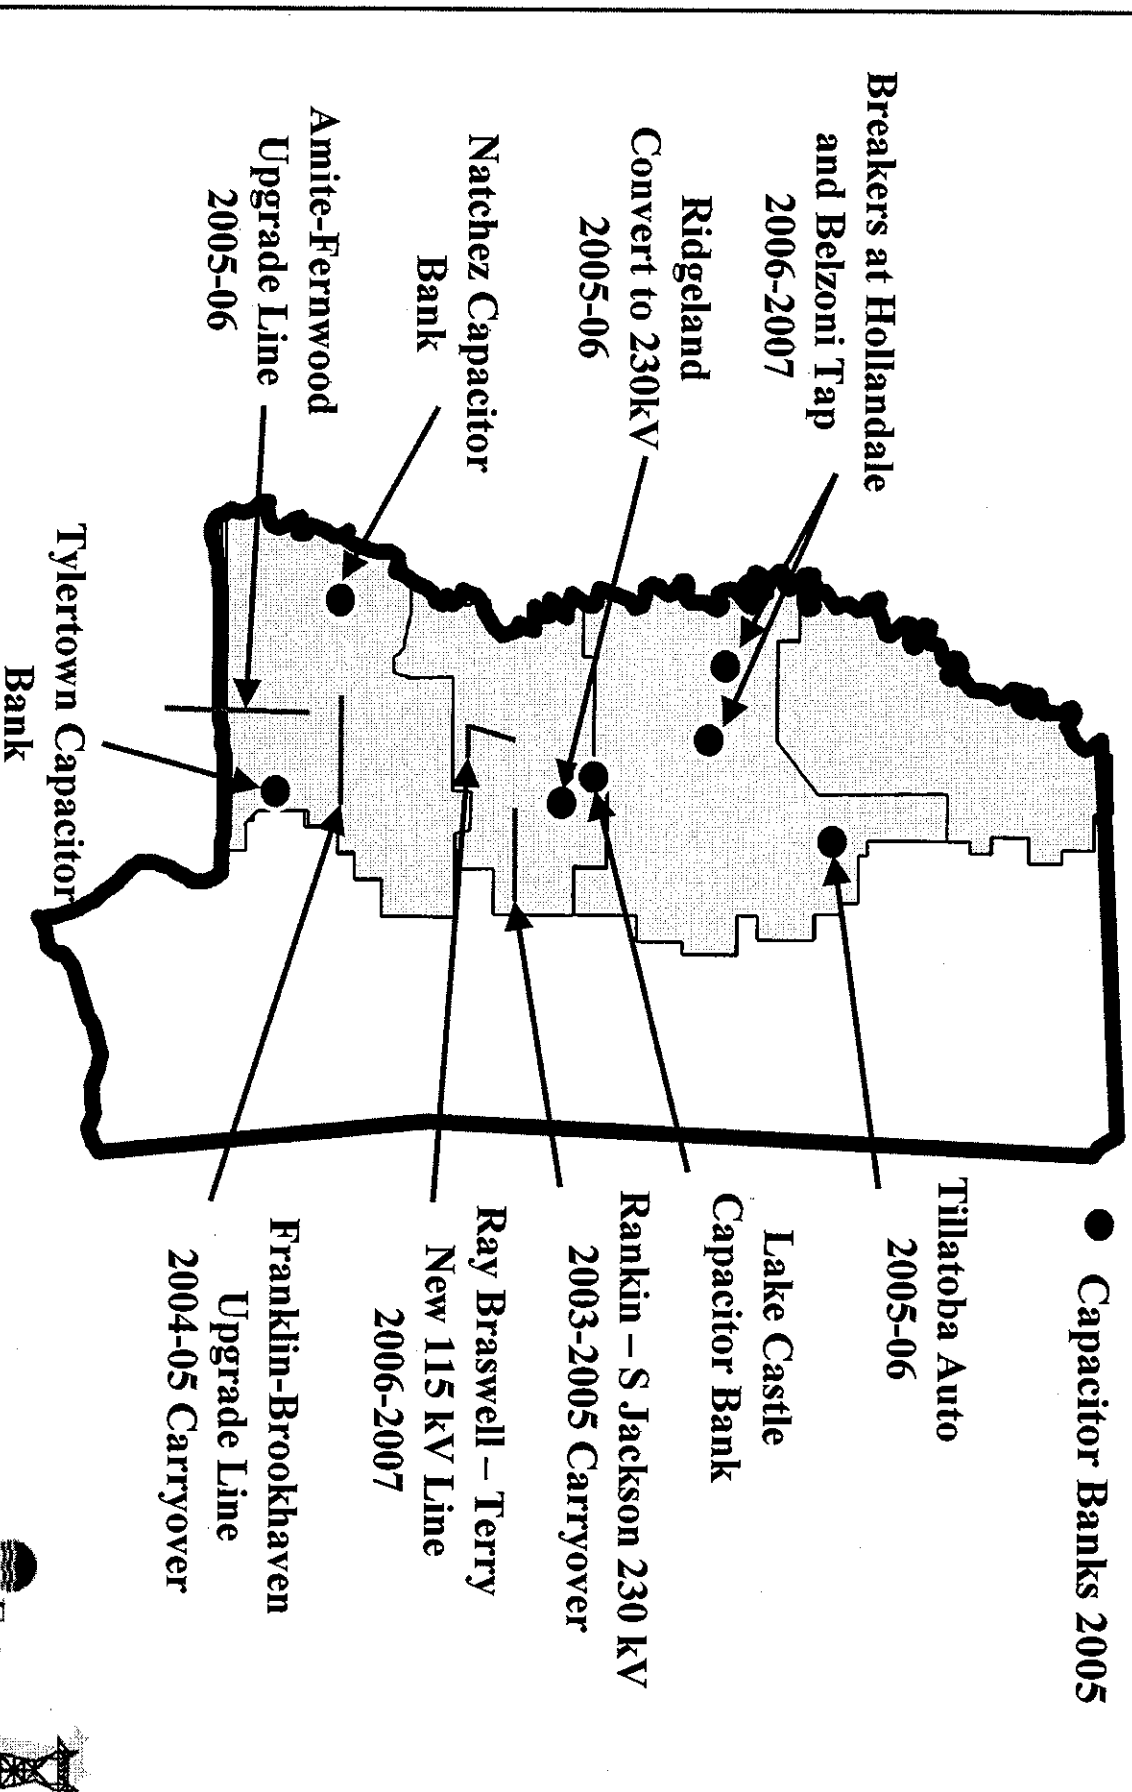 Capacitor Banks 2005
Breakers at Hollandale
and Belzoni Tap
2006-2007
Ridgeland
Convert to 230kV
2005-06
Natchez Capacitor
Bank
Amite-Fernwood
Upgrade Line
2005-06
Tylertown Capacitor
Bank
Tillatoba Auto
2005-06
Lake Castle
Capacitor Bank
Rankin – S Jackson 230 kV
2003-2005 Carryover
Ray Braswell – Terry
New 115 kV Line
2006-2007
Franklin-Brookhaven
Upgrade Line
2004-05 Carryover